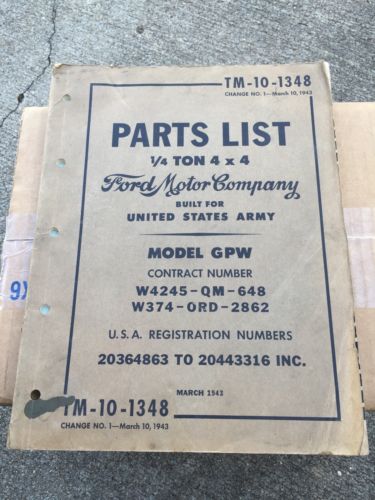 TM-10-1348
CHANGE NO. 1—March 10, 1943
PARTS LIST
1/4 TON 4 x 4
Ford Motor Company
BUILT FOR
UNITED STATES ARMY
MODEL GPW
CONTRACT NUMBER
W4245-QM-648
W374-ORD-2862
U.S.A. REGISTRATION NUMBERS
20364863 TO 20443316 INC.
MARCH 1943
TM-10-1348
CHANGE NO. 1—March 10, 1943